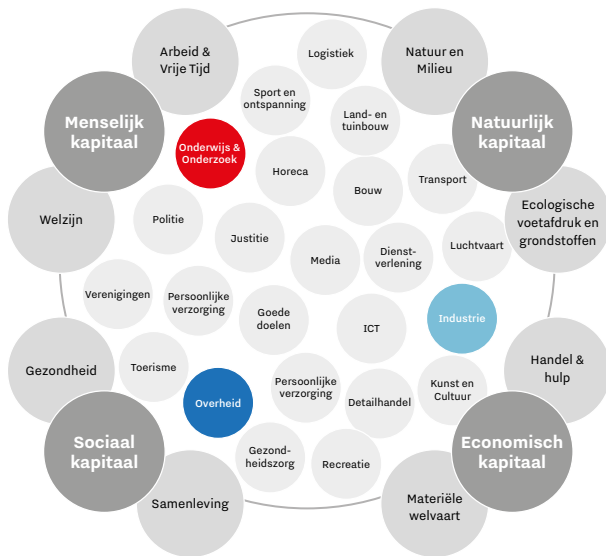 Arbeid &
Vrije Tijd
Logistiek
Natuur en
Milieu
Sport en
ontspanning
Land- en
tuinbouw
Menselijk
kapitaal
Natuurlijk
kapitaal
Onderwijs &
Onderzoek
Horeca
Bouw
Transport
Welzijn
Politie
Justitie
Media
Dienst-
verlening
Luchtvaart
Ecologische
voetafdruk en
grondstoffen
Verenigingen
Persoonlijke
verzorging
Goede
doelen
ICT
Industrie
Gezondheid
Toerisme
Overheid
Persoonlijke
verzorging
Detailhandel
Kunst en
Cultuur
Handel &
hulp
Sociaal
kapitaal
Gezond-
heidszorg
Recreatie
Economisch
kapitaal
Samenleving
Materiële
welvaart